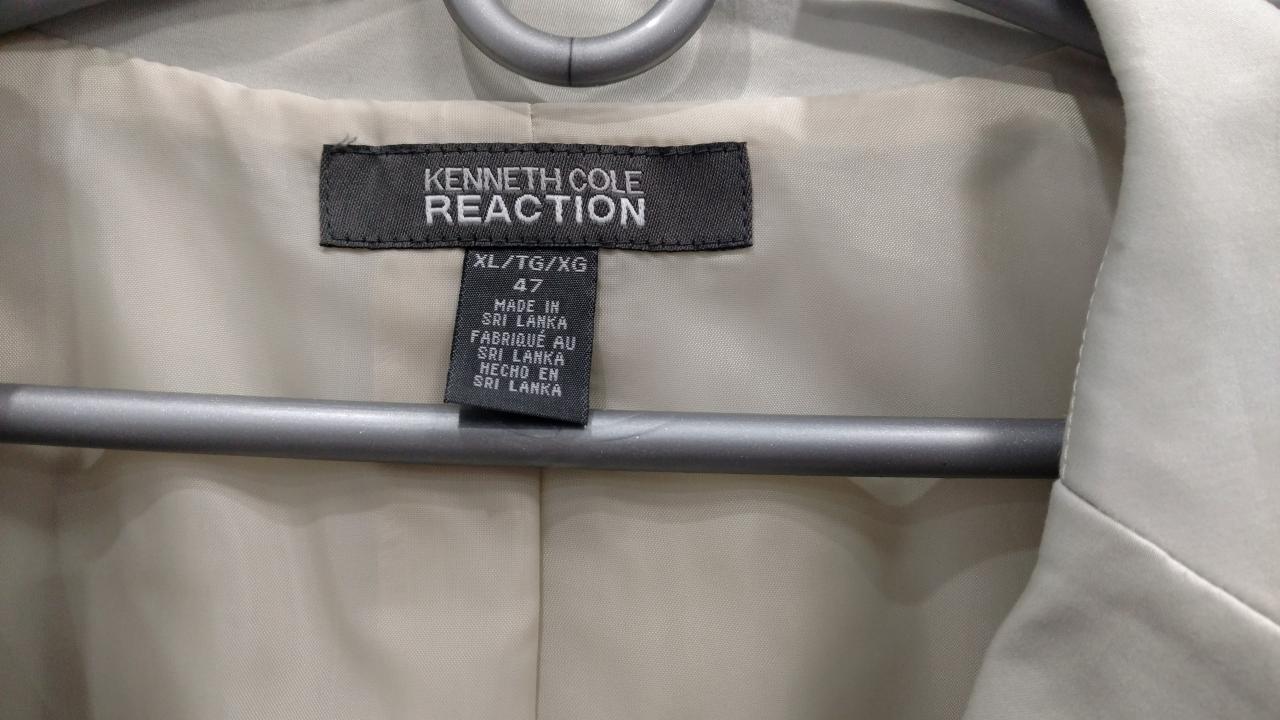 KENNETH COLE
REACTION
XL/TG/XG
47
MADE IN
SRI LANKA
FABRIQUÉ AU
SRI LANKA
HECHO EN
SRI LANKA